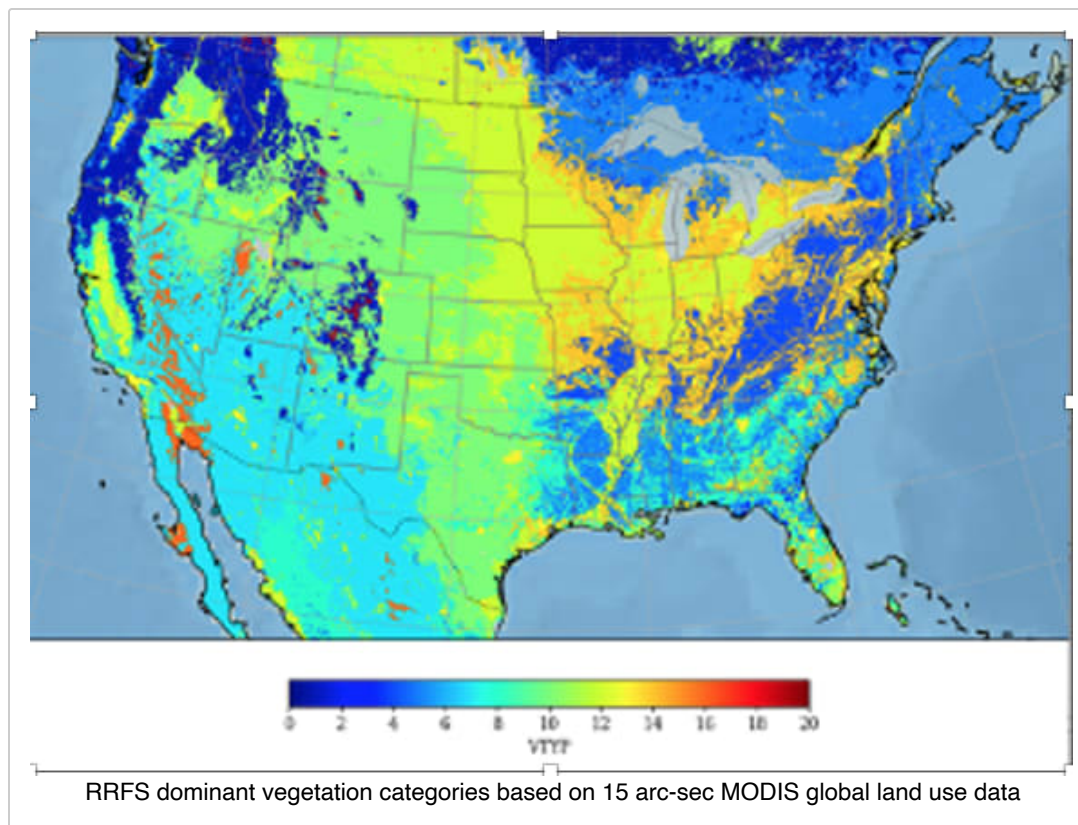 0 2 4 6 8 10 12 14 16 18 20
VTYP
RRFS dominant vegetation categories based on 15 arc-sec MODIS global land use data